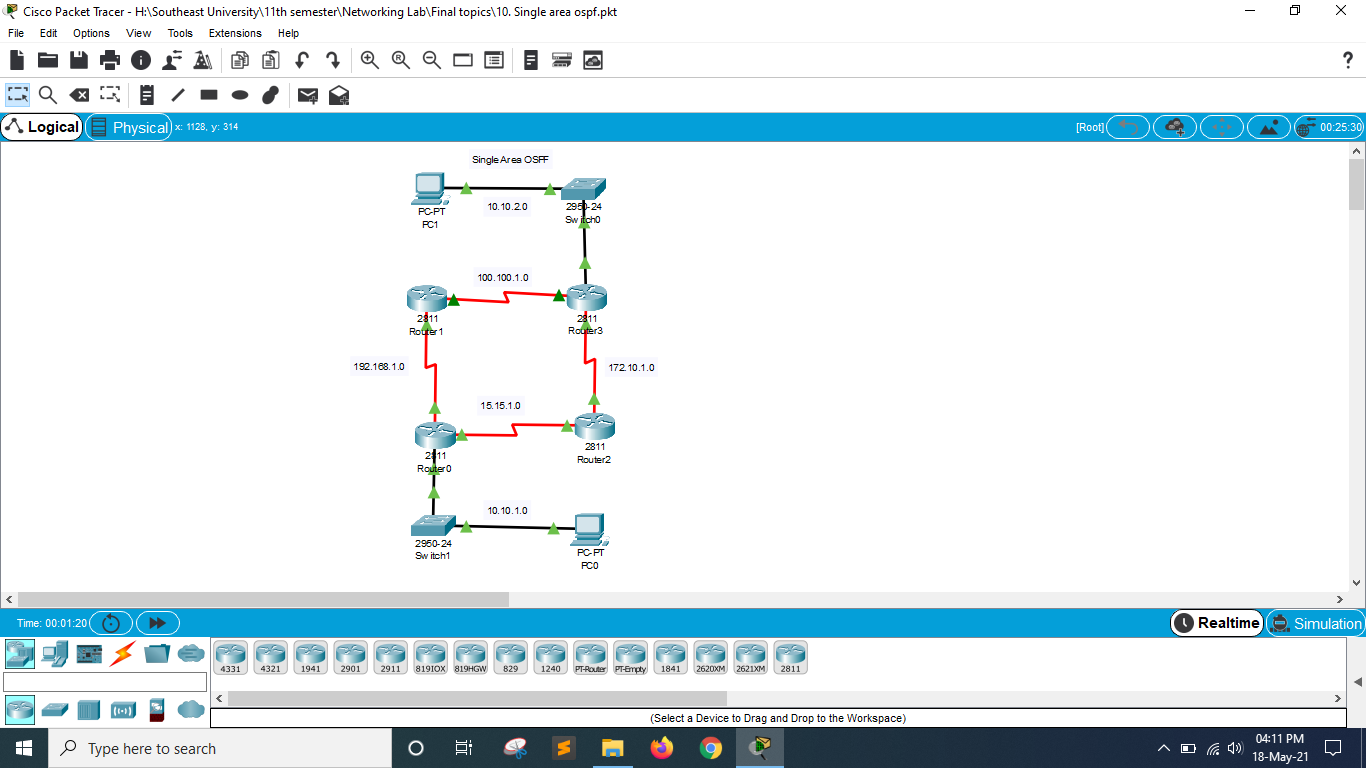 Cisco Packet Tracer - H:\Southeast University\11th semester\Networking Lab\Final topics\10. Single area ospf.pkt
File Edit Options View Tools Extensions Help
Logical Physical x: 1128, y: 314 [Root] 00:25:30
Single Area OSPF
PC-PT
PC1
10.10.2.0
2950-24
Switch0
100.100.1.0
2811
Router1
2811
Router3
192.168.1.0
172.10.1.0
15.15.1.0
2811
Router0
2811
Router2
10.10.1.0
2950-24
Switch1
PC-PT
PC0
Time: 00:01:20 Realtime Simulation
4331 4321 1941 2901 2911 819IOX 819HGW 829 1240 PT-Router PT-Empty 1841 2620XM 2621XM 2811
(Select a Device to Drag and Drop to the Workspace)
Type here to search
04:11 PM
18-May-21